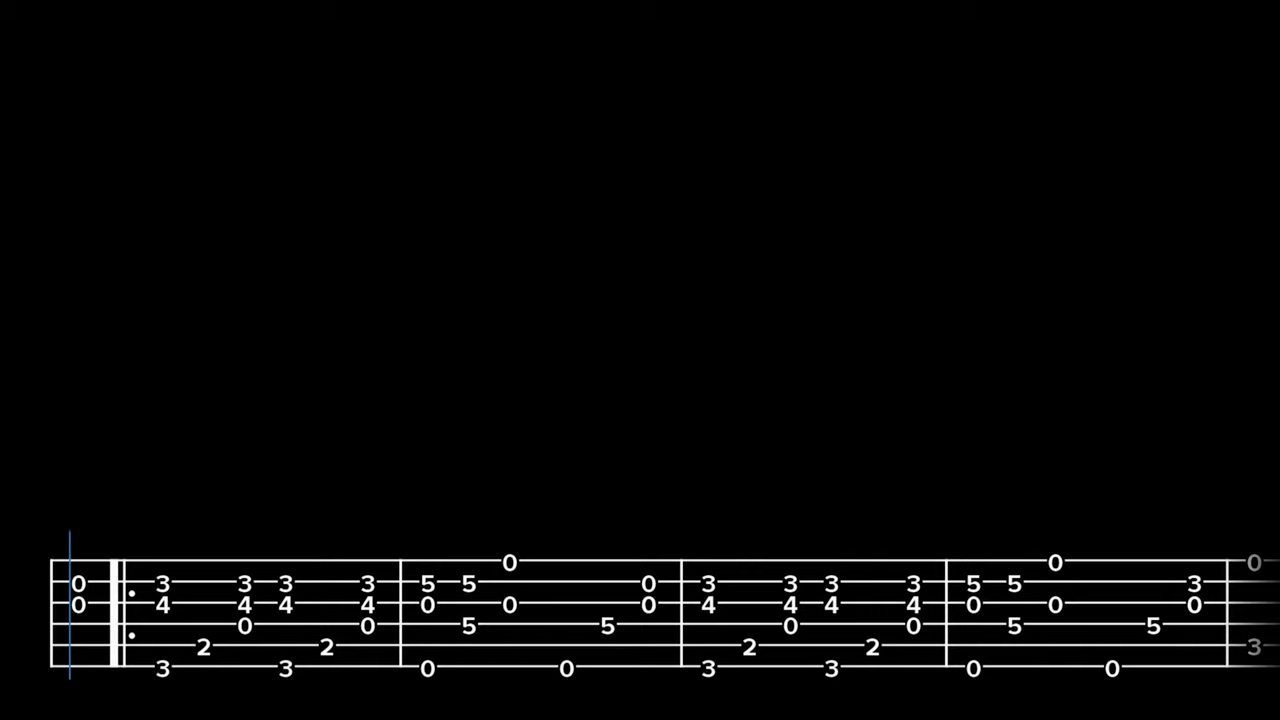 0 0
0 3 3 3 3 5 5 0 3 3 3 3 5 5 3
0 4 4 4 4 0 0 0 4 4 4 4 0 0 0
0 0 5 5 0 0 5 5
2 2 2 2 3
3 3 0 0 3 3 0 0